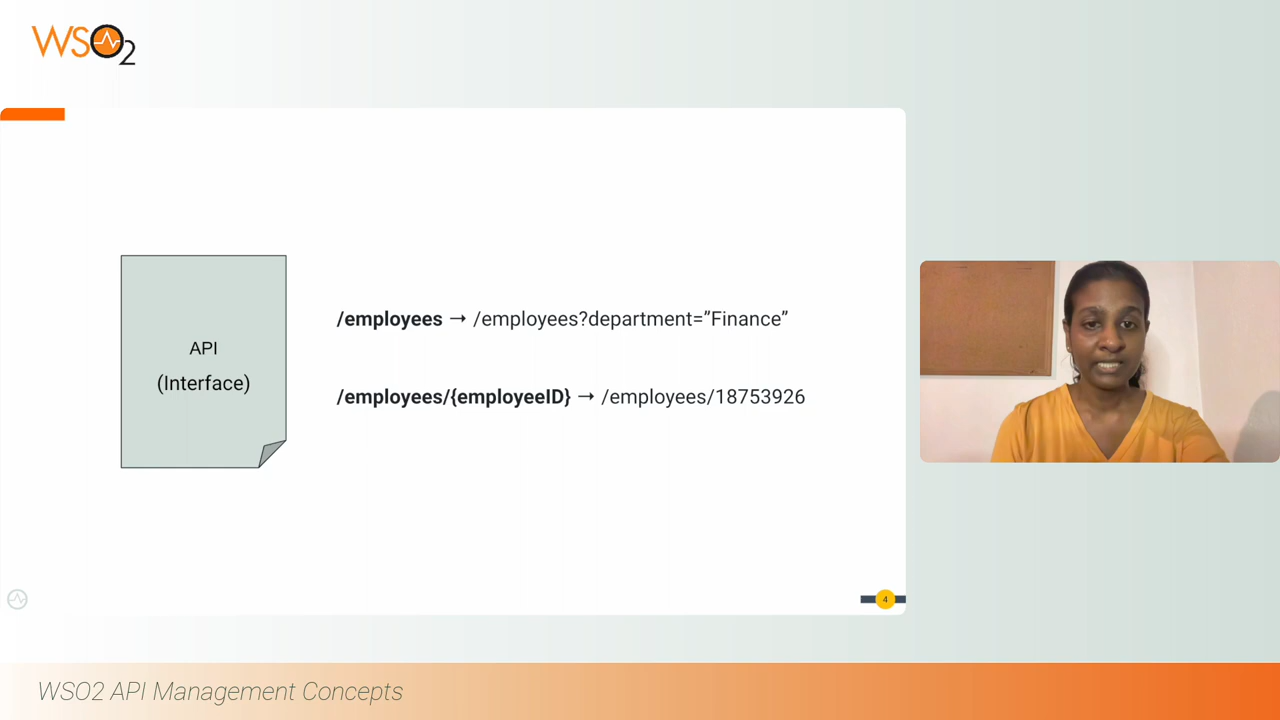 WSO2
API
(Interface)
/employees → /employees?department=”Finance”
/employees/{employeeID} → /employees/18753926
4
WSO2 API Management Concepts